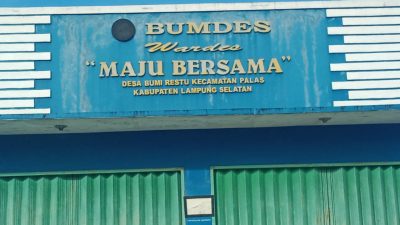 BUMDES
Wardes
"MAJU BERSAMA"
DESA BUMI RESTU KECAMATAN PALAS
KABUPATEN LAMPUNG SELATAN